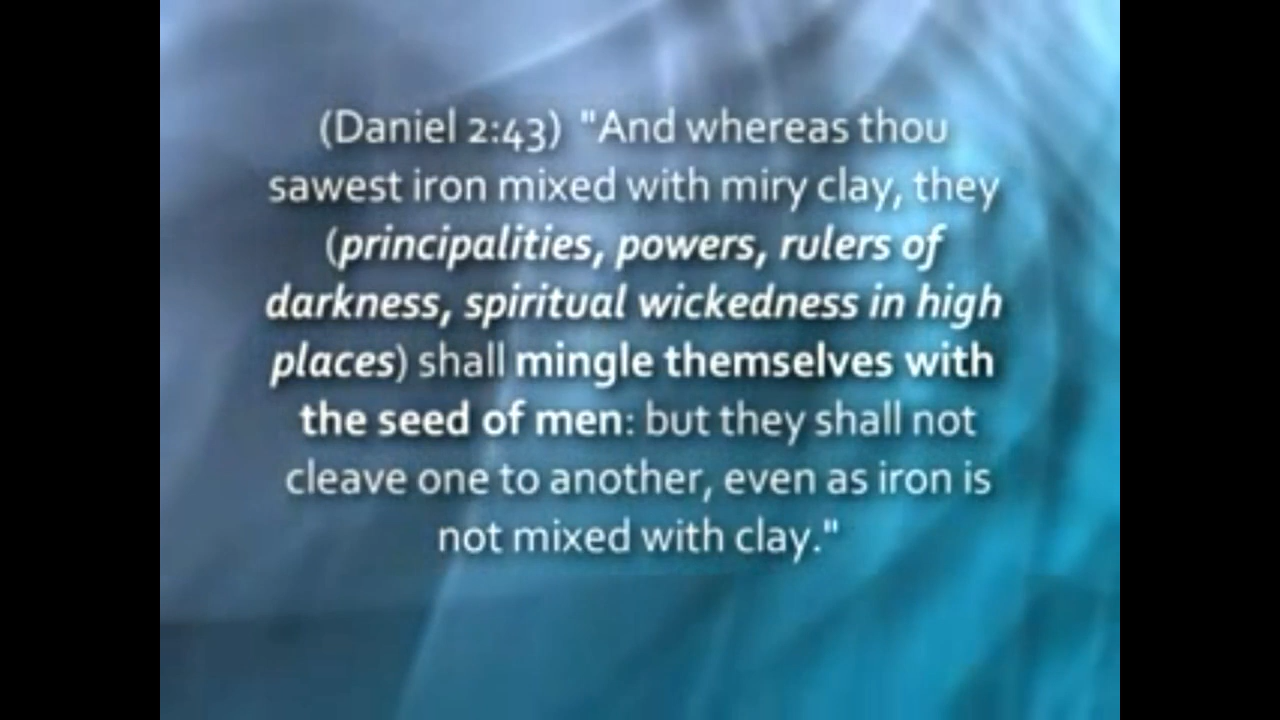 (Daniel 2:43)  "And whereas thou
sawest iron mixed with miry clay, they
(principalities, powers, rulers of
darkness, spiritual wickedness in high
places) shall mingle themselves with
the seed of men: but they shall not
cleave one to another, even as iron is
not mixed with clay."